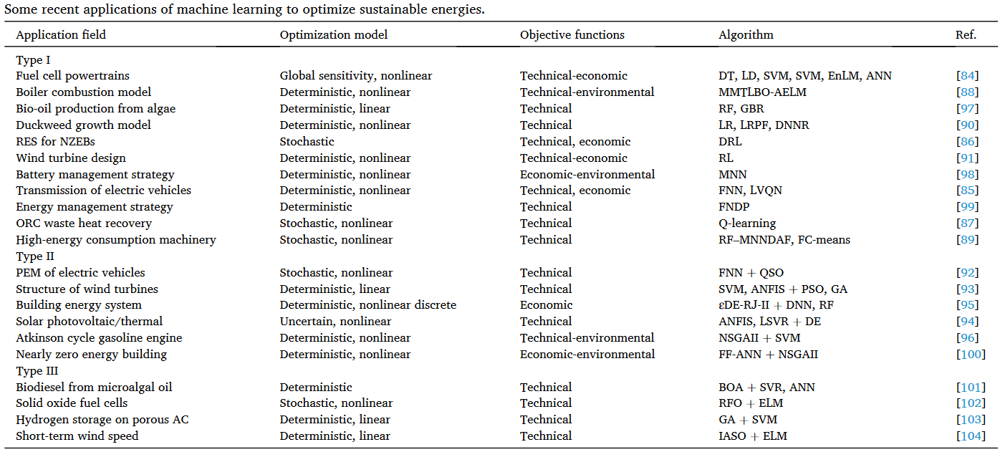 Some recent applications of machine learning to optimize sustainable energies.
Application field Optimization model Objective functions Algorithm Ref.
Type I
Fuel cell powertrains Global sensitivity, nonlinear Technical-economic DT, LD, SVM, SVM, EnLM, ANN [84]
Boiler combustion model Deterministic, nonlinear Technical-environmental MMŢLBO-AELM [88]
Bio-oil production from algae Deterministic, linear Technical RF, GBR [97]
Duckweed growth model Deterministic, nonlinear Technical LR, LRPF, DNNR [90]
RES for NZEBs Stochastic Technical, economic DRL [86]
Wind turbine design Deterministic, nonlinear Technical-economic RL [91]
Battery management strategy Deterministic, nonlinear Economic-environmental MNN [98]
Transmission of electric vehicles Deterministic, nonlinear Technical, economic FNN, LVQN [85]
Energy management strategy Deterministic Technical FNDP [99]
ORC waste heat recovery Stochastic, nonlinear Technical Q-learning [87]
High-energy consumption machinery Stochastic, nonlinear Technical RF–MNNDAF, FC-means [89]
Type II
PEM of electric vehicles Stochastic, nonlinear Technical FNN + QSO [92]
Structure of wind turbines Deterministic, linear Technical SVM, ANFIS + PSO, GA [93]
Building energy system Deterministic, nonlinear discrete Economic εDE-RJ-II + DNN, RF [95]
Solar photovoltaic/thermal Uncertain, nonlinear Technical ANFIS, LSVR + DE [94]
Atkinson cycle gasoline engine Deterministic, nonlinear Technical-environmental NSGAII + SVM [96]
Nearly zero energy building Deterministic, nonlinear Economic-environmental FF-ANN + NSGAII [100]
Type III
Biodiesel from microalgal oil Deterministic Technical BOA + SVR, ANN [101]
Solid oxide fuel cells Stochastic, nonlinear Technical RFO + ELM [102]
Hydrogen storage on porous AC Deterministic, linear Technical GA + SVM [103]
Short-term wind speed Deterministic, linear Technical IASO + ELM [104]